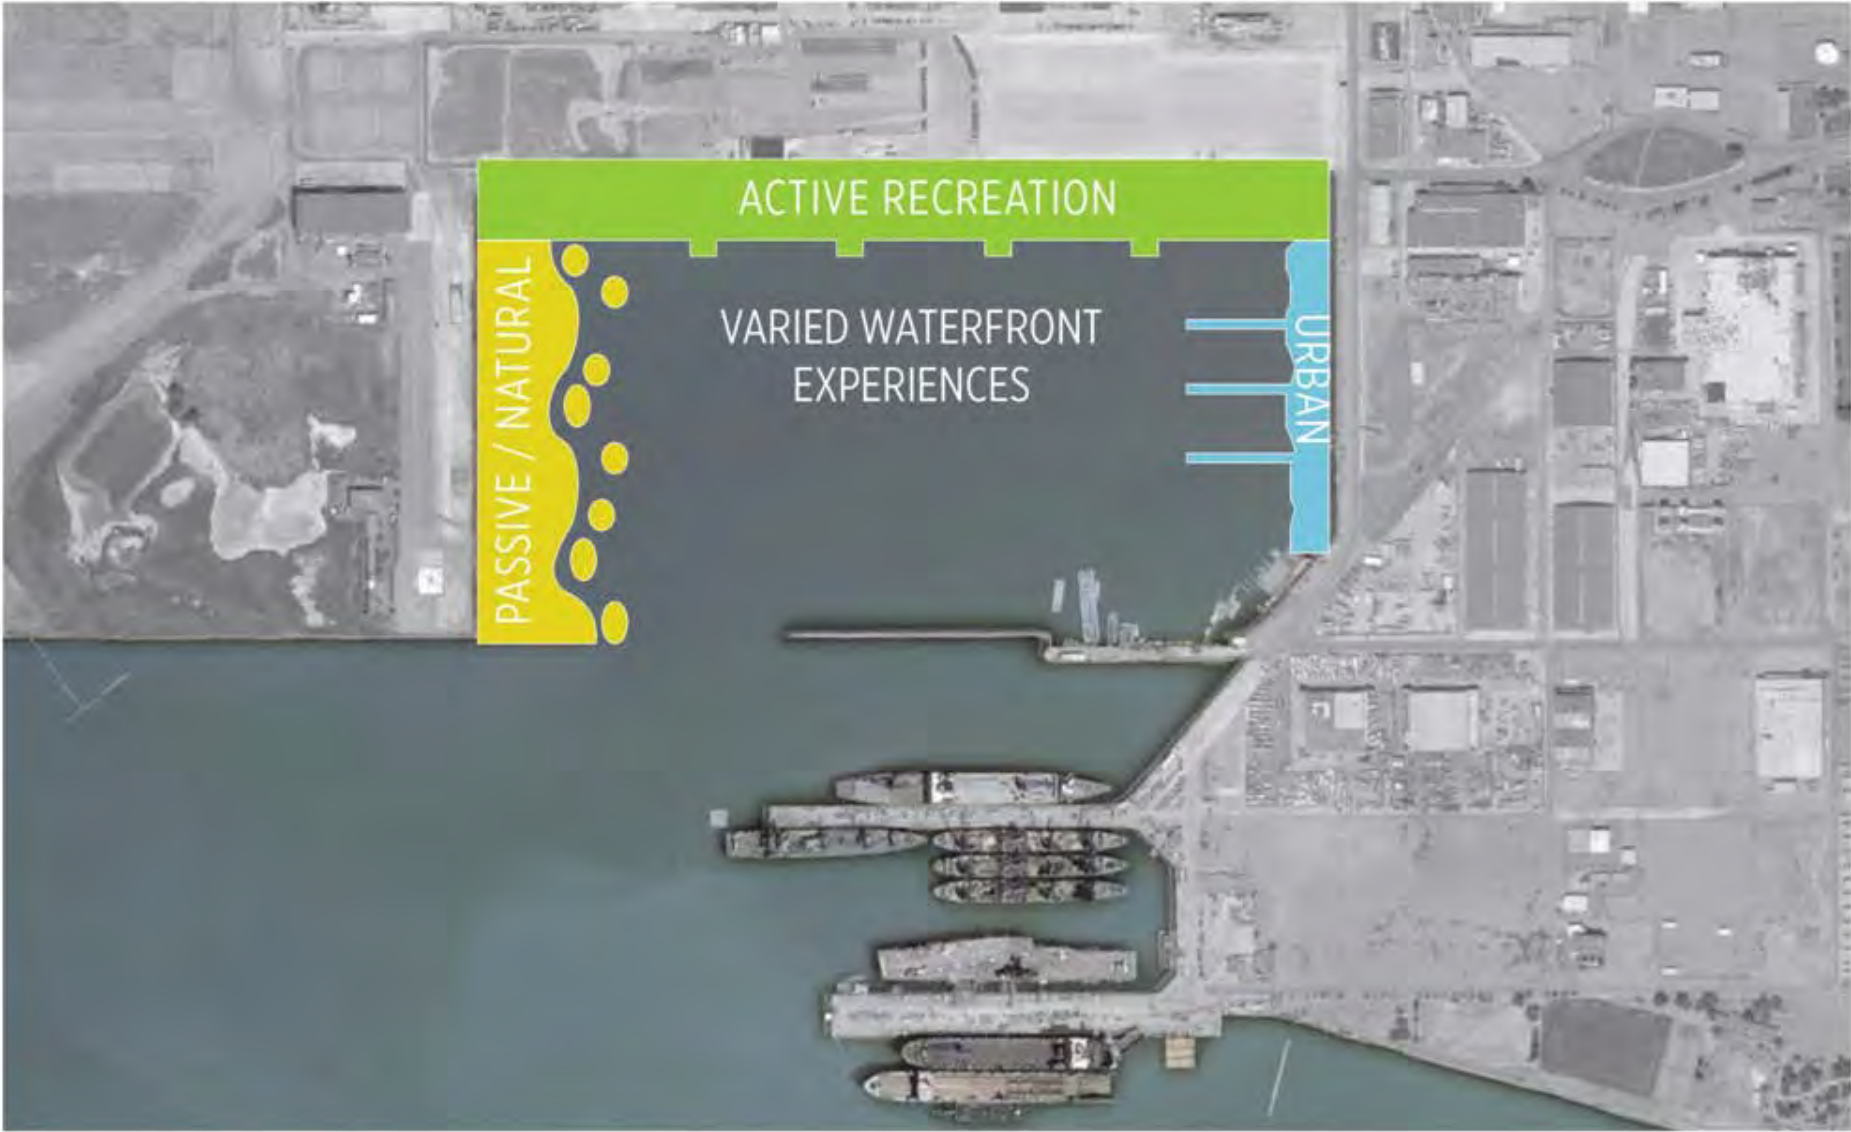 ACTIVE RECREATION
PASSIVE / NATURAL
VARIED WATERFRONT
EXPERIENCES
URBAN